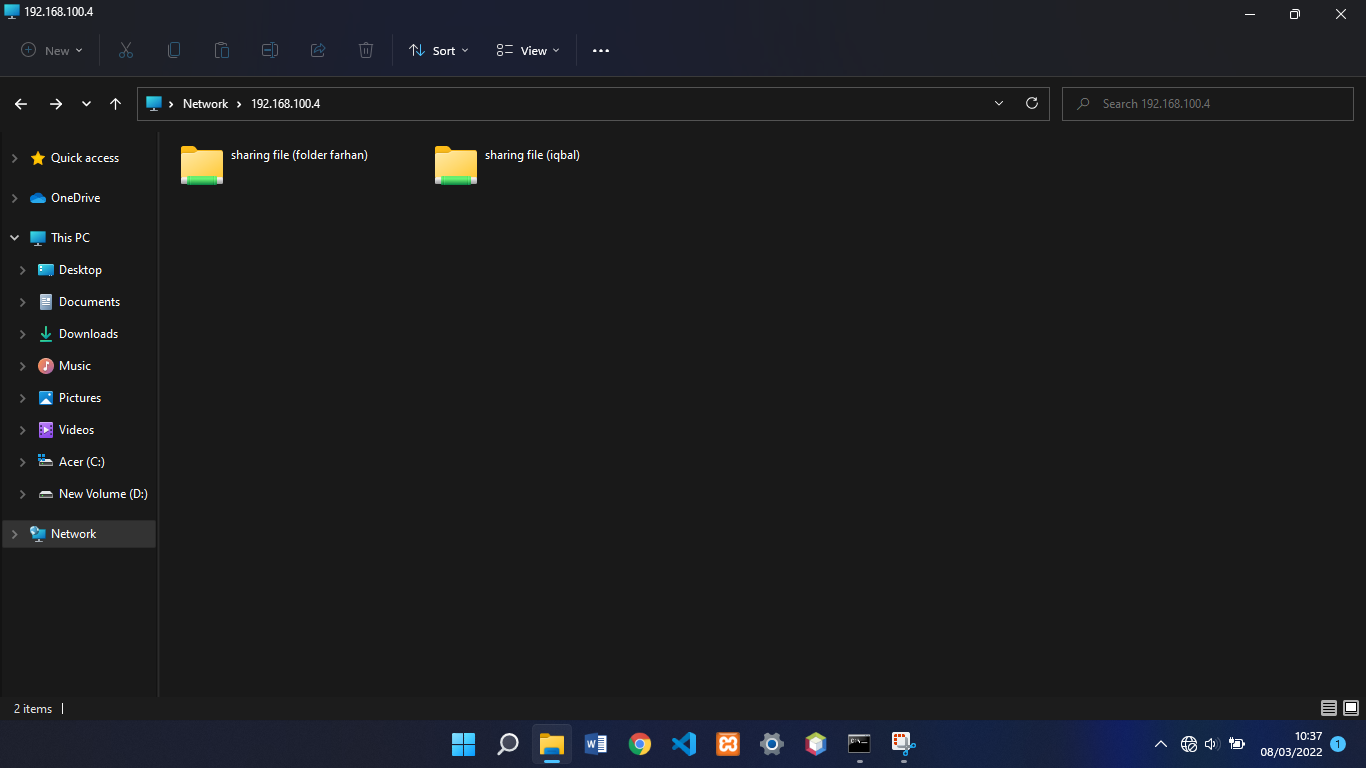 192.168.100.4
New
Sort
View
Network
192.168.100.4
Search 192.168.100.4
Quick access
OneDrive
This PC
Desktop
Documents
Downloads
Music
Pictures
Videos
Acer (C:)
New Volume (D:)
Network
sharing file (folder farhan)
sharing file (iqbal)
2 items
10:37
08/03/2022
1